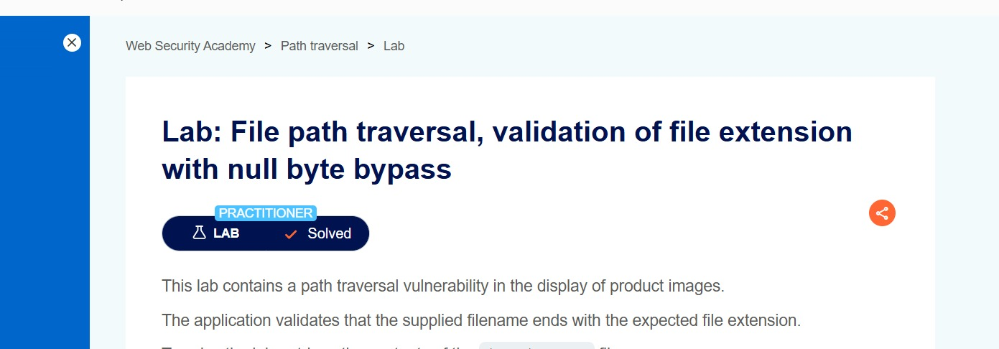 Web Security Academy > Path traversal > Lab
Lab: File path traversal, validation of file extension
with null byte bypass
PRACTITIONER
LAB Solved
This lab contains a path traversal vulnerability in the display of product images.
The application validates that the supplied filename ends with the expected file extension.